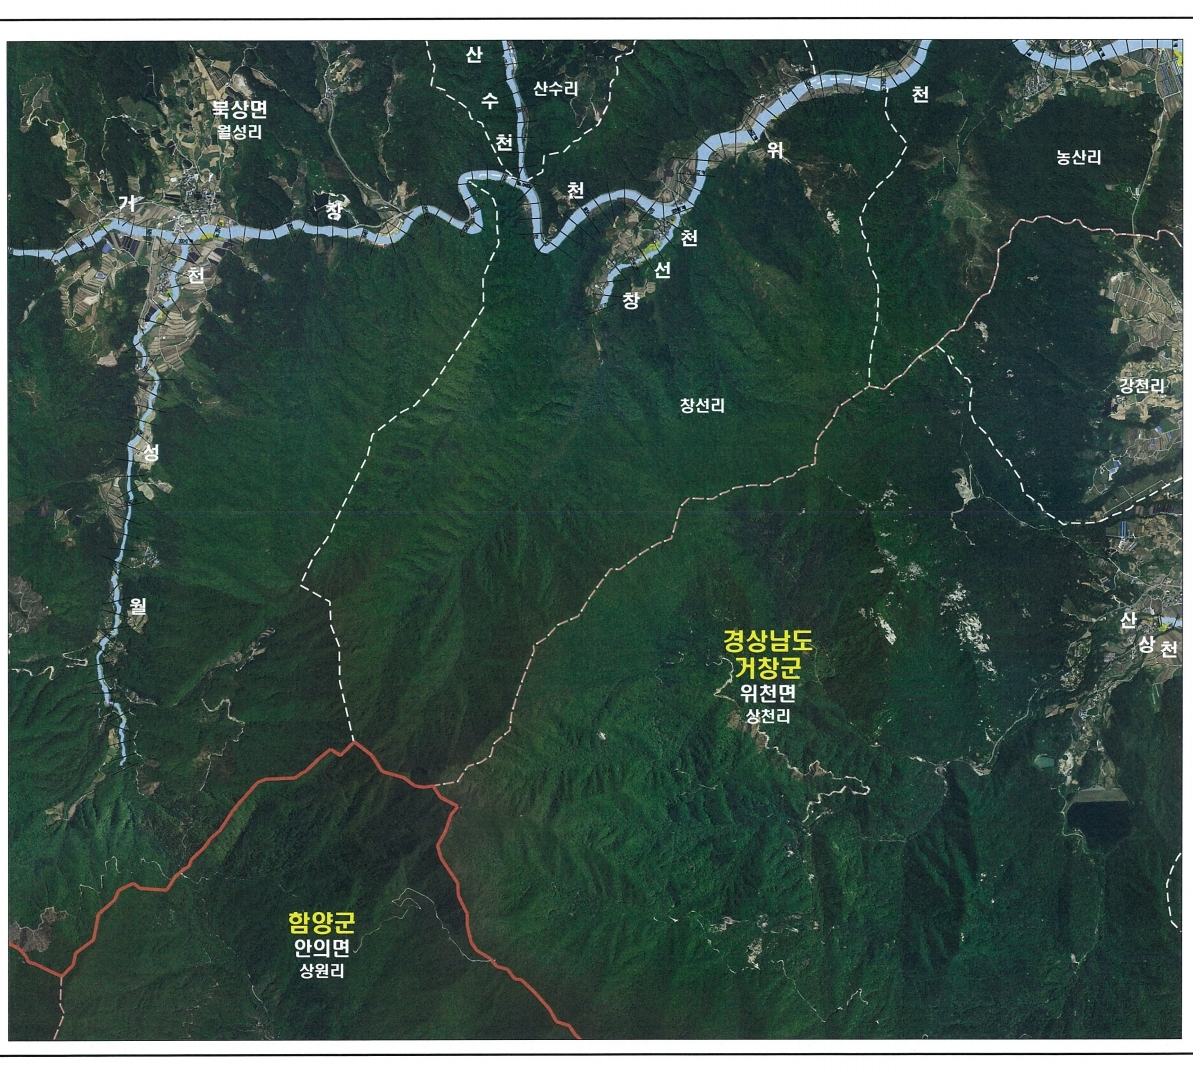 산
수
천
산수리
북상면
월성리
천
위
농산리
거
창
천
천
선
창
천
성
월
창선리
강천리
경상남도
거창군
위천면
상천리
산
상
천
함양군
안의면
상원리